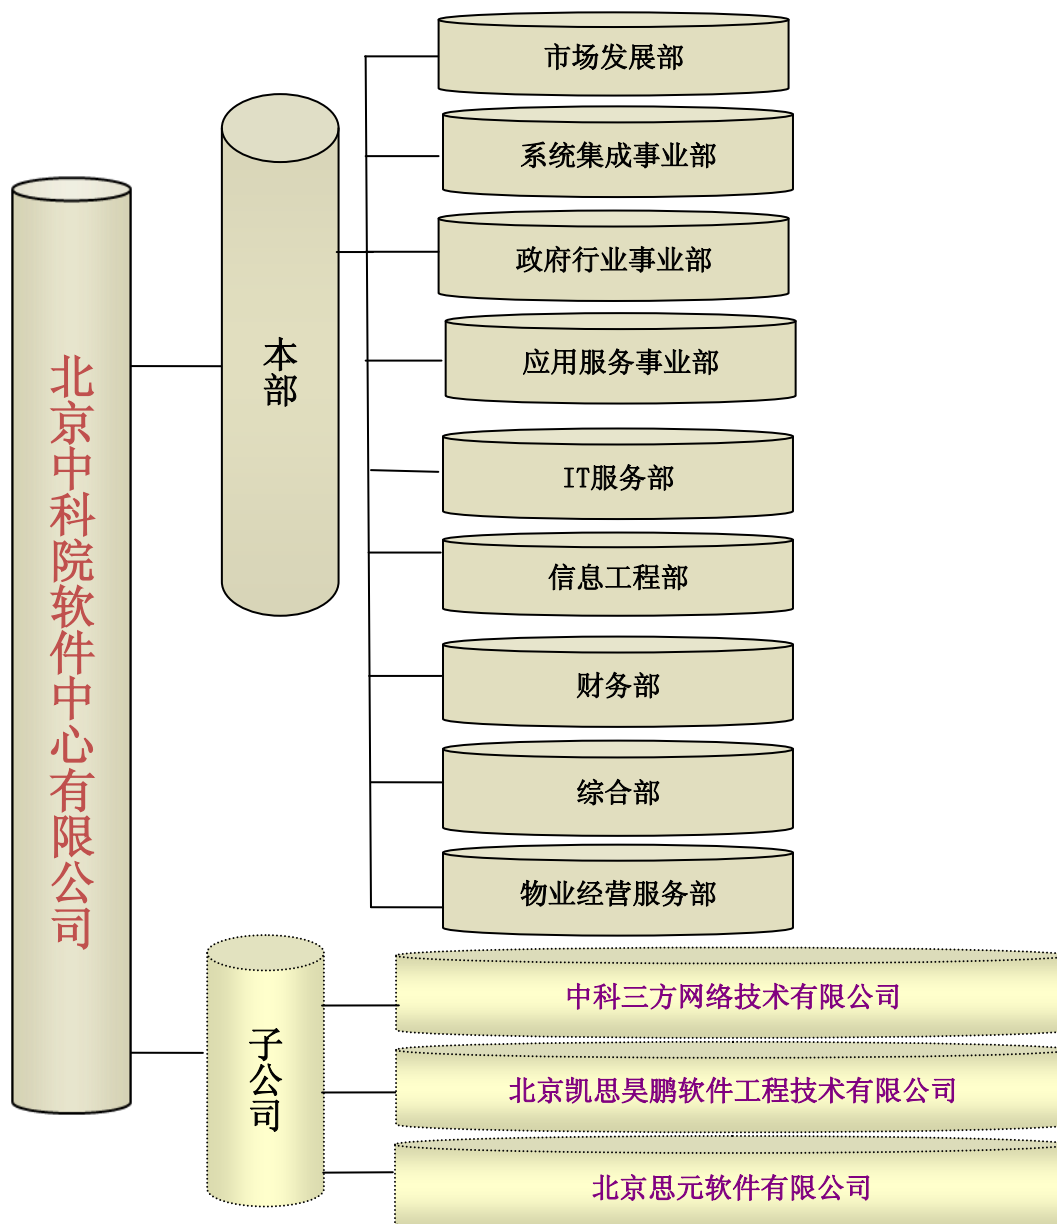 北京中科院软件中心有限公司
本部
市场发展部
系统集成事业部
政府行业事业部
应用服务事业部
IT服务部
信息工程部
财务部
综合部
物业经营服务部
子公司
中科三方网络技术有限公司
北京凯思昊鹏软件工程技术有限公司
北京思元软件有限公司